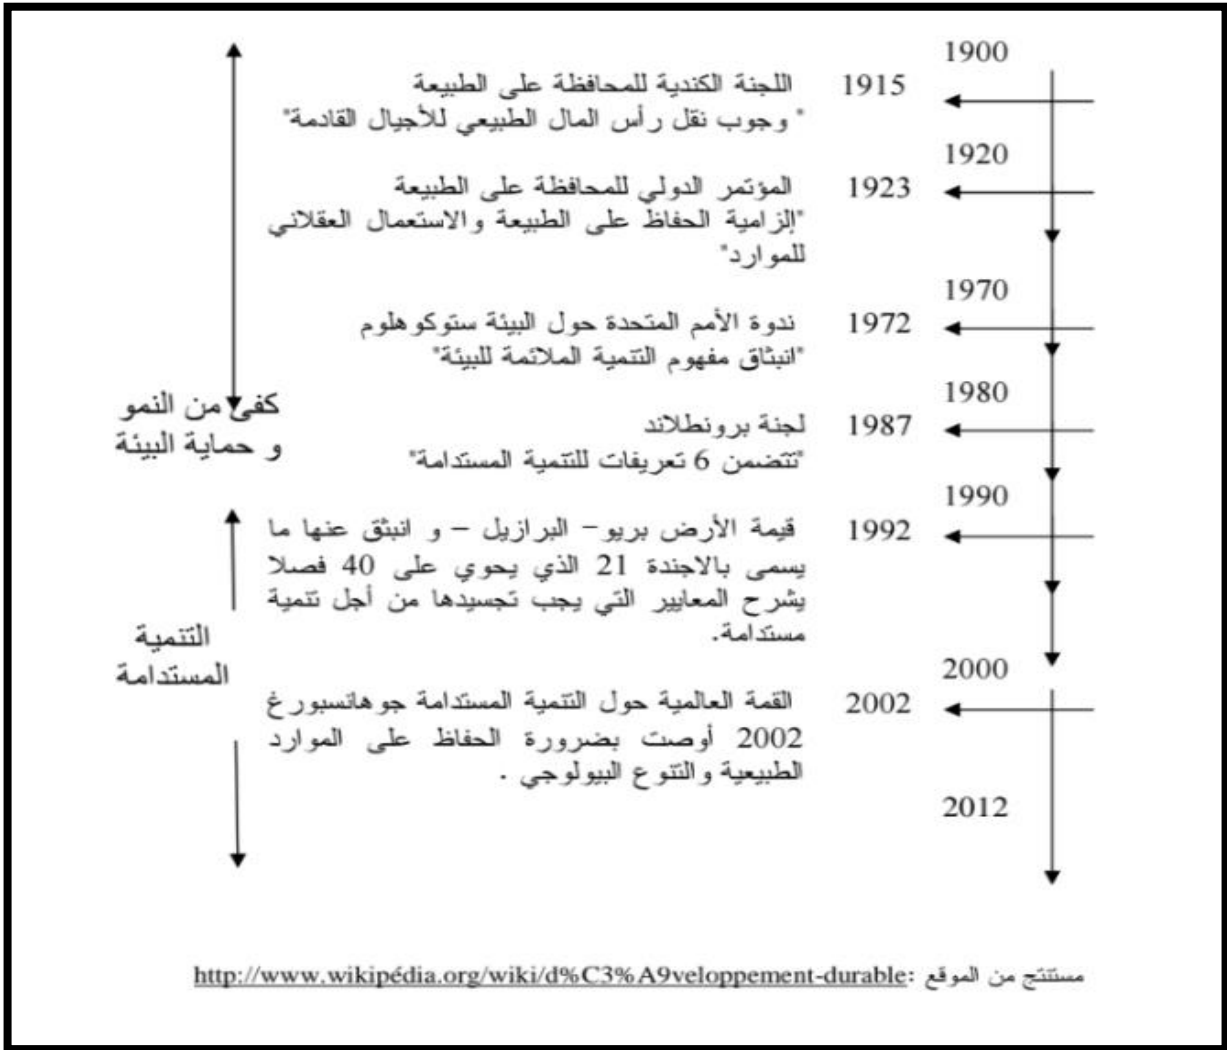 1900
1915 اللجنة الكندية للمحافظة على الطبيعة
" وجوب نقل رأس المال الطبيعي للأجيال القادمة"
1920
1923 المؤتمر الدولي للمحافظة على الطبيعة
"إلزامية الحفاظ على الطبيعة والاستعمال العقلاني
للموارد"
1970
1972 ندوة الأمم المتحدة حول البيئة ستوكوهلوم
"انبثاق مفهوم التنمية الملائمة للبيئة"
1980
1987 لجنة برونطلاند
"تتضمن 6 تعريفات للتنمية المستدامة"
كفى من النمو
و حماية البيئة
1990
1992 قيمة الأرض بريو– البرازيل – و انبثق عنها ما
يسمى بالاجندة 21 الذي يحوي على 40 فصلا
يشرح المعايير التي يجب تجسيدها من أجل تنمية
مستدامة.
التنمية
المستدامة
2000
2002 القمة العالمية حول التنمية المستدامة جوهانسبورغ
2002 أوصت بضرورة الحفاظ على الموارد
الطبيعية والتنوع البيولوجي .
2012
مستنتج من الموقع :http://www.wikipédia.org/wiki/d%C3%A9veloppement-durable